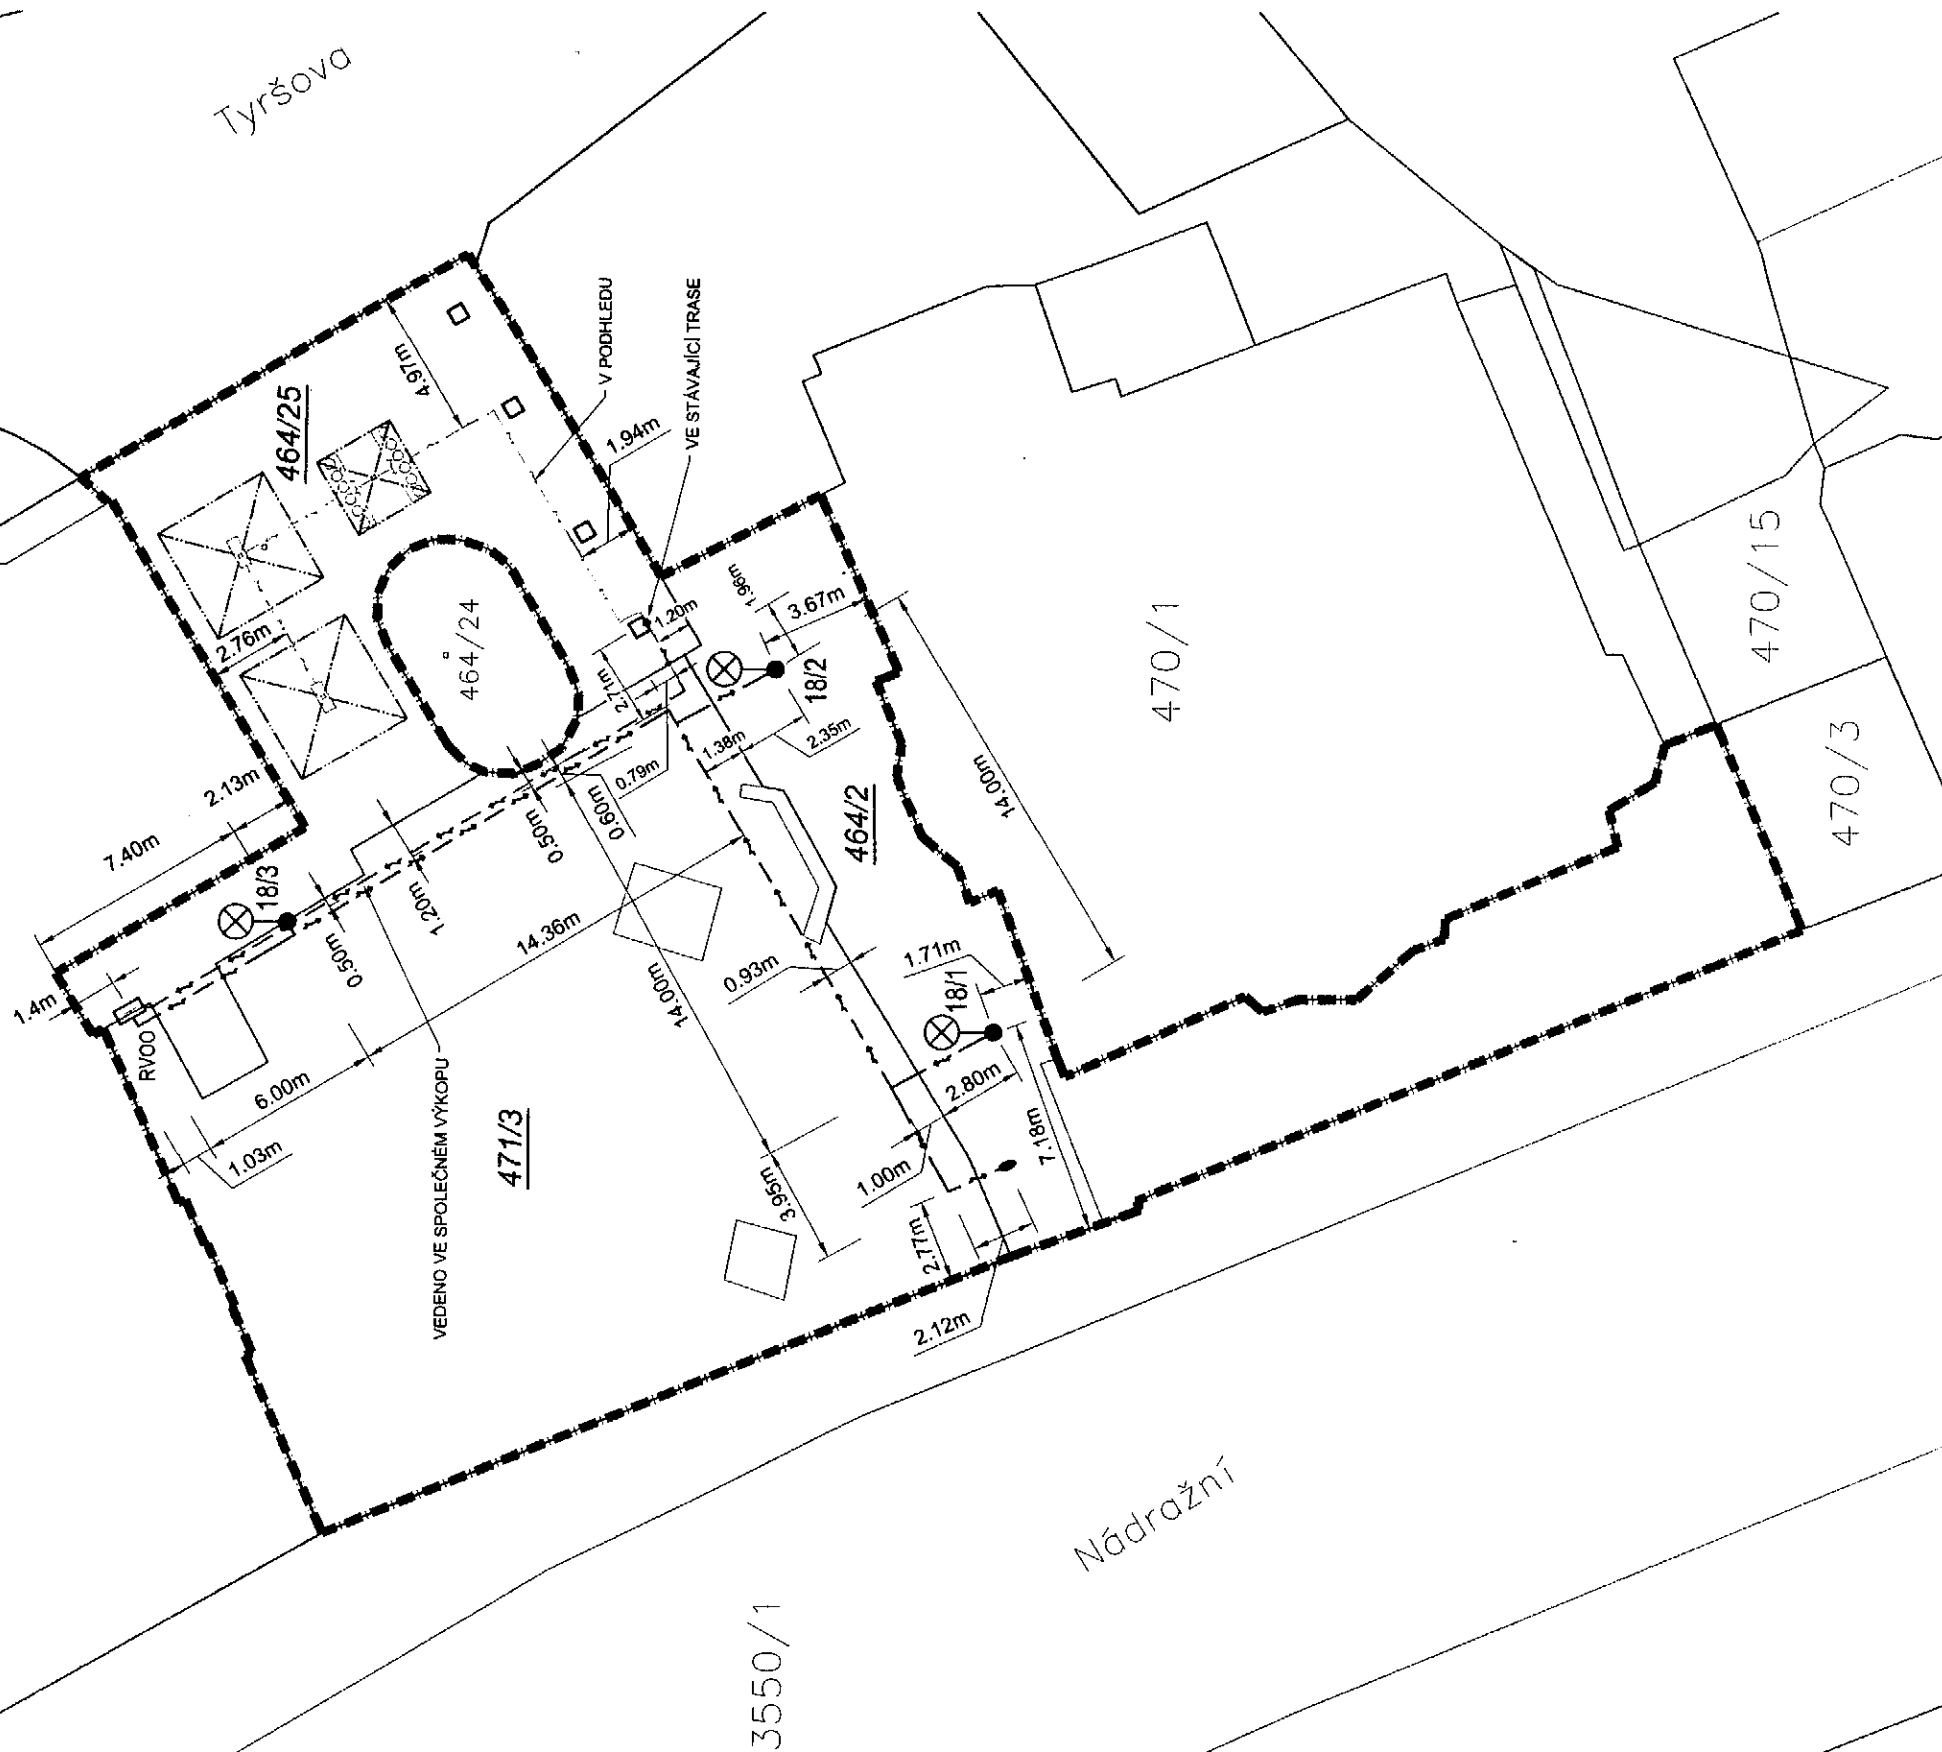 Tyršova
464/25
4.97m
V PODHLEDU
VE STÁVAJÍCÍ TRASE
1.94m
2.76m
464/24
1.20m
1.96m
3.67m
2.71m
18/2
470/1
470/15
470/3
2.13m
7.40m
1.38m
2.35m
0.79m
0.60m
0.50m
464/2
14.00m
18/3
1.20m
0.50m
14.36m
1.4m
RVOO
0.93m
1.71m
18/1
14.00m
6.00m
2.80m
7.18m
1.03m
VEDENO VE SPOLEČNÉM VÝKOPU
471/3
1.00m
3.95m
2.77m
2.12m
Nádražní
3550/1